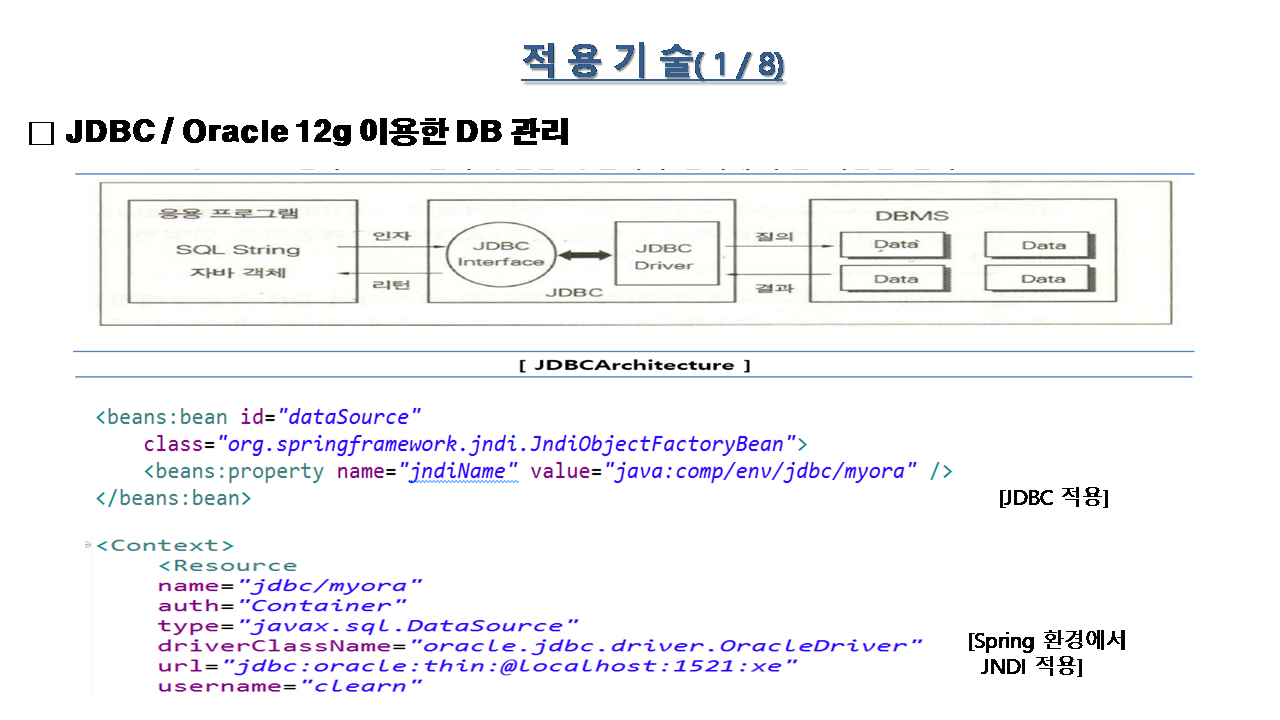 적 용 기 술( 1 / 8)
□ JDBC / Oracle 12g 이용한 DB 관리
응용 프로그램
SQL String
자바 객체
인자
리턴
JDBC
Interface
JDBC
Driver
JDBC
질의
결과
DBMS
Data
Data
Data
Data
[ JDBCArchitecture ]
<beans:bean id="dataSource"
class="org.springframework.jndi.JndiObjectFactoryBean">
<beans:property name="jndiName" value="java:comp/env/jdbc/myora" />
</beans:bean>
[JDBC 적용]
<Context>
<Resource
name="jdbc/myora"
auth="Container"
type="javax.sql.DataSource"
driverClassName="oracle.jdbc.driver.OracleDriver"
url="jdbc:oracle:thin:@localhost:1521:xe"
username="clearn"
[Spring 환경에서
JNDI 적용]